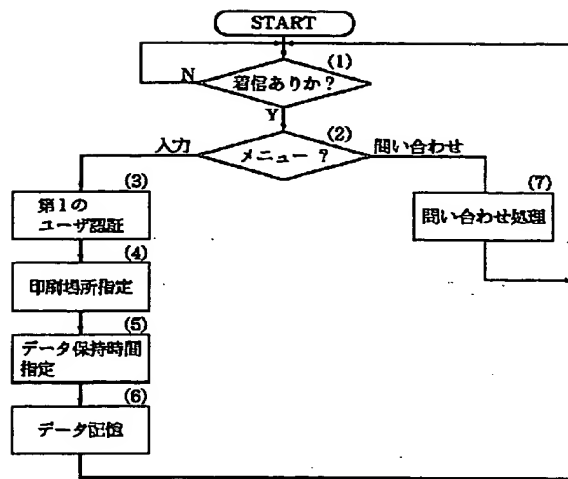 START
(1)
着信ありか？
N
Y
(2)
メニュー ？
入力
問い合わせ
(3)
第1の
ユーザ認証
(7)
問い合わせ処理
(4)
印刷場所指定
(5)
データ保持時間
指定
(6)
データ記憶